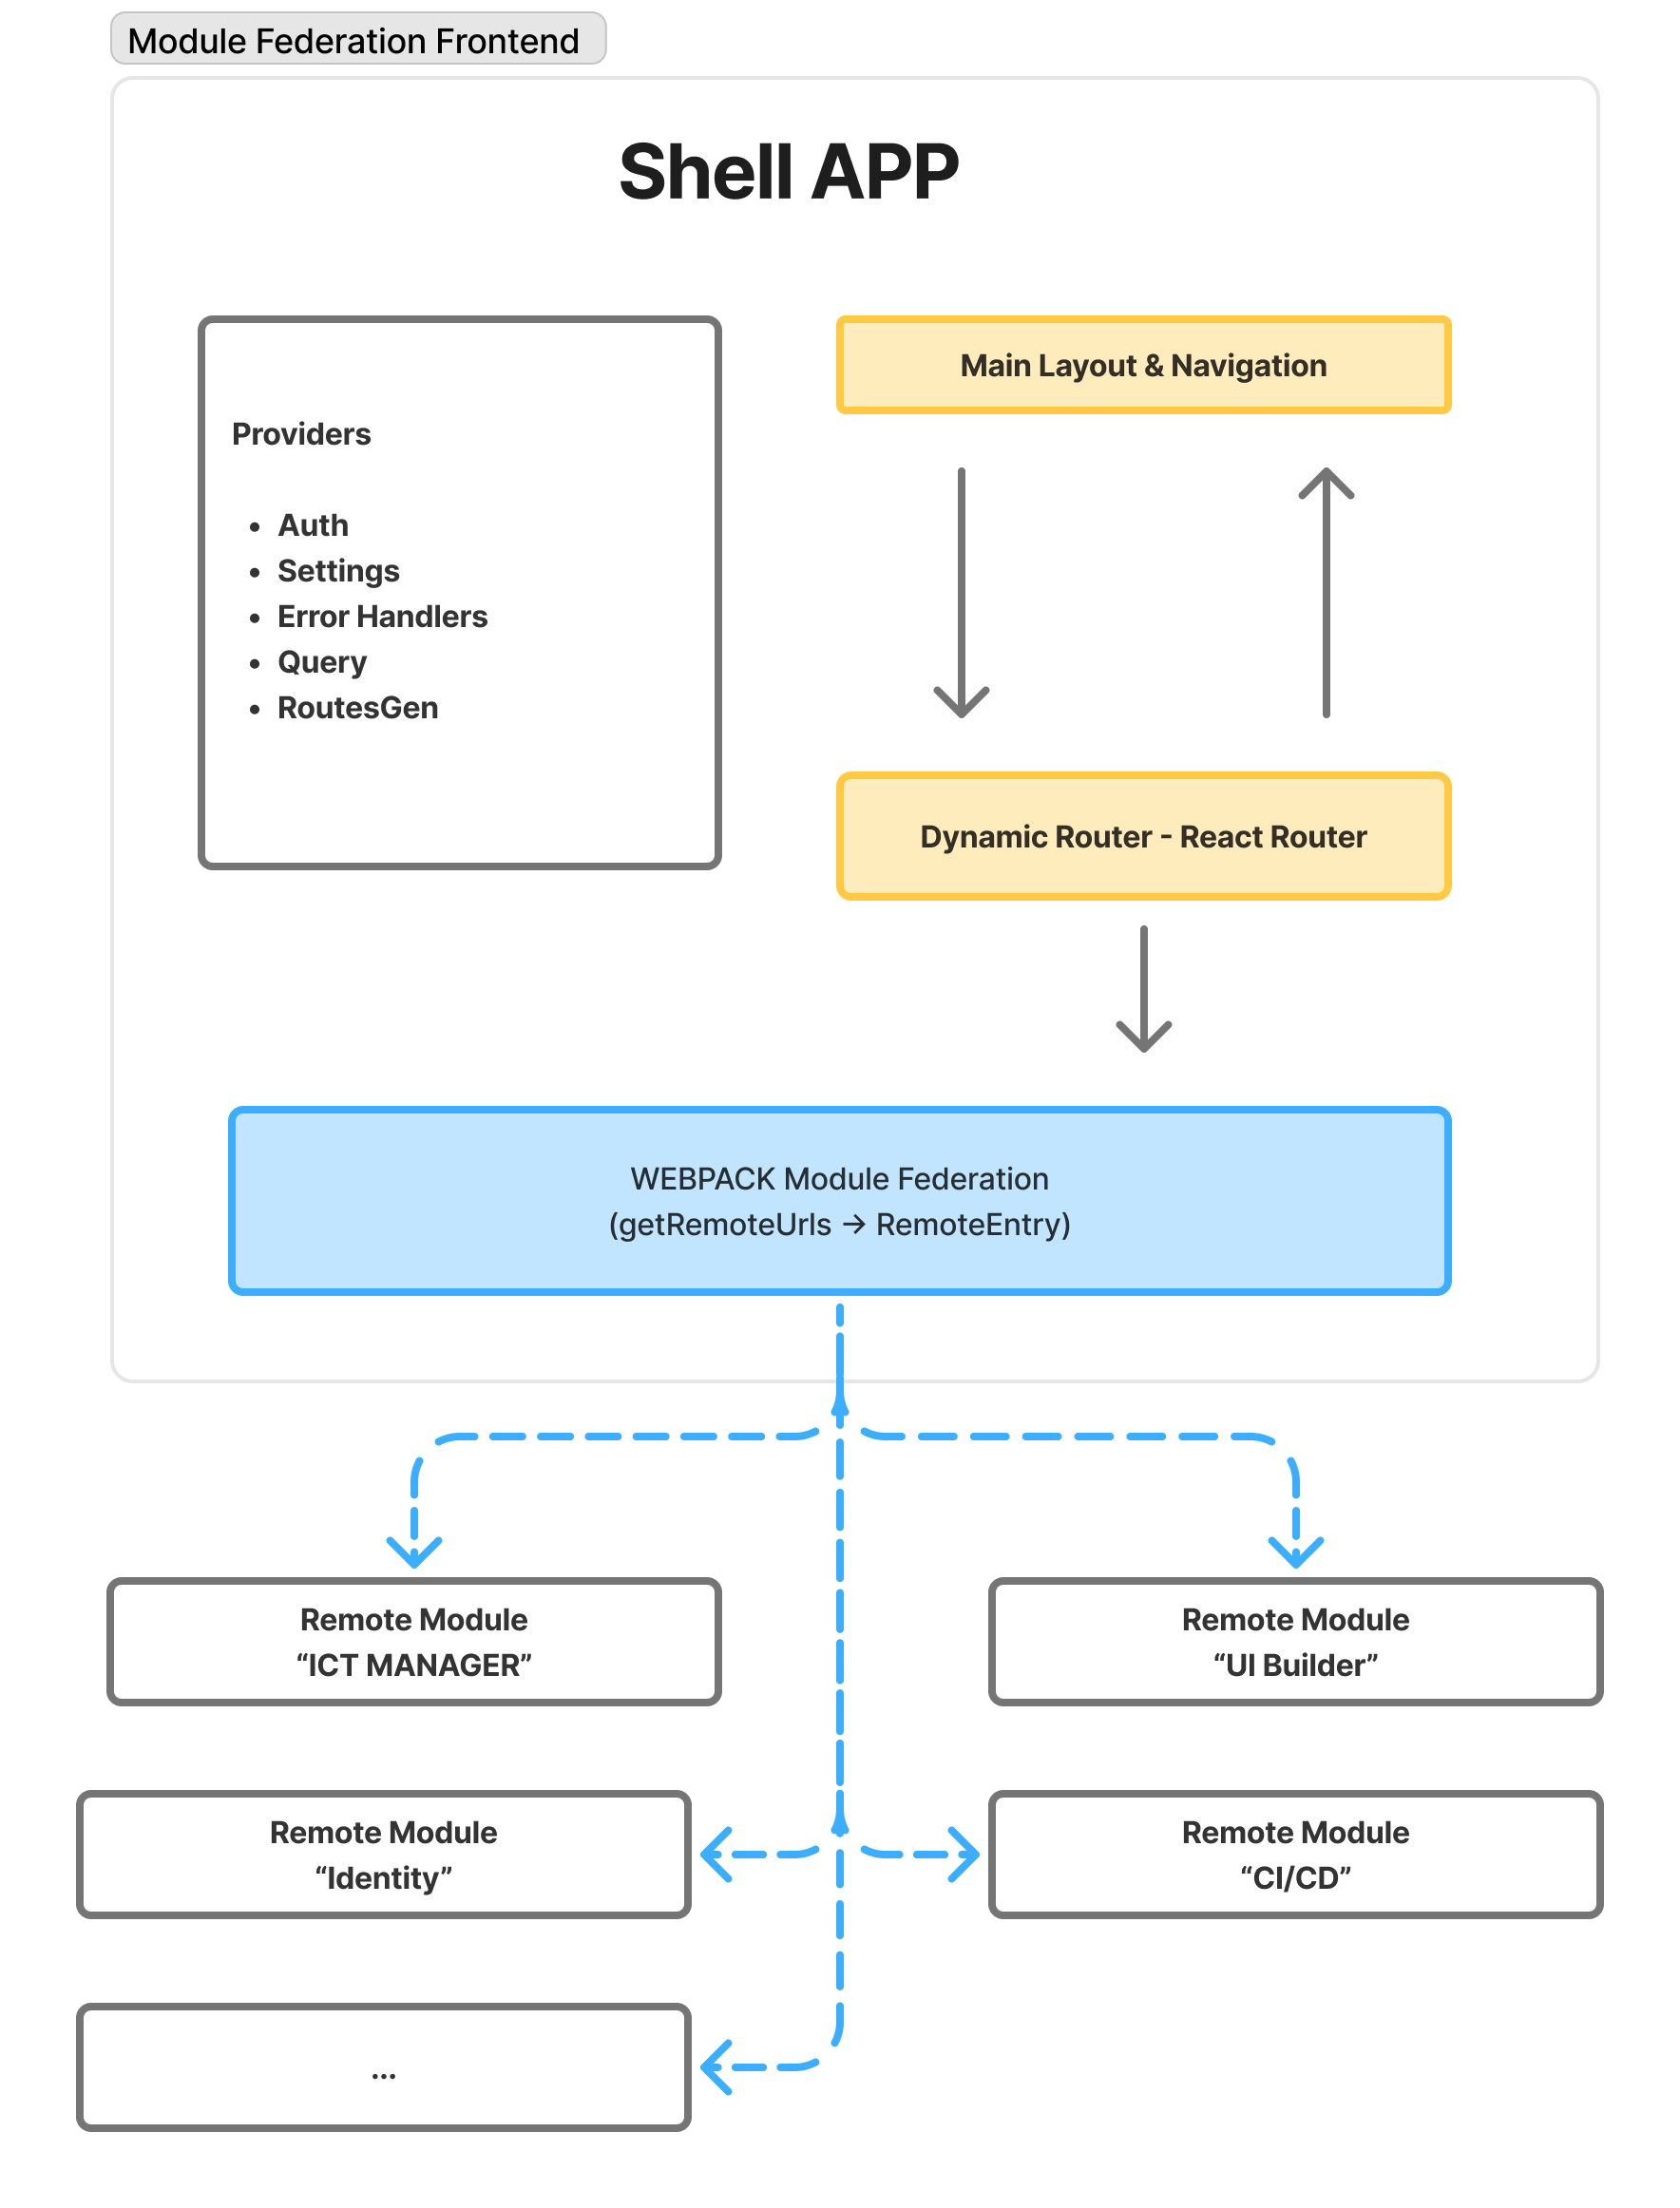 Module Federation Frontend
Shell APP
Providers
• Auth
• Settings
• Error Handlers
• Query
• RoutesGen
Main Layout & Navigation
Dynamic Router - React Router
WEBPACK Module Federation
(getRemoteUrls → RemoteEntry)
Remote Module
“ICT MANAGER”
Remote Module
“UI Builder”
Remote Module
“Identity”
Remote Module
“CI/CD”
...